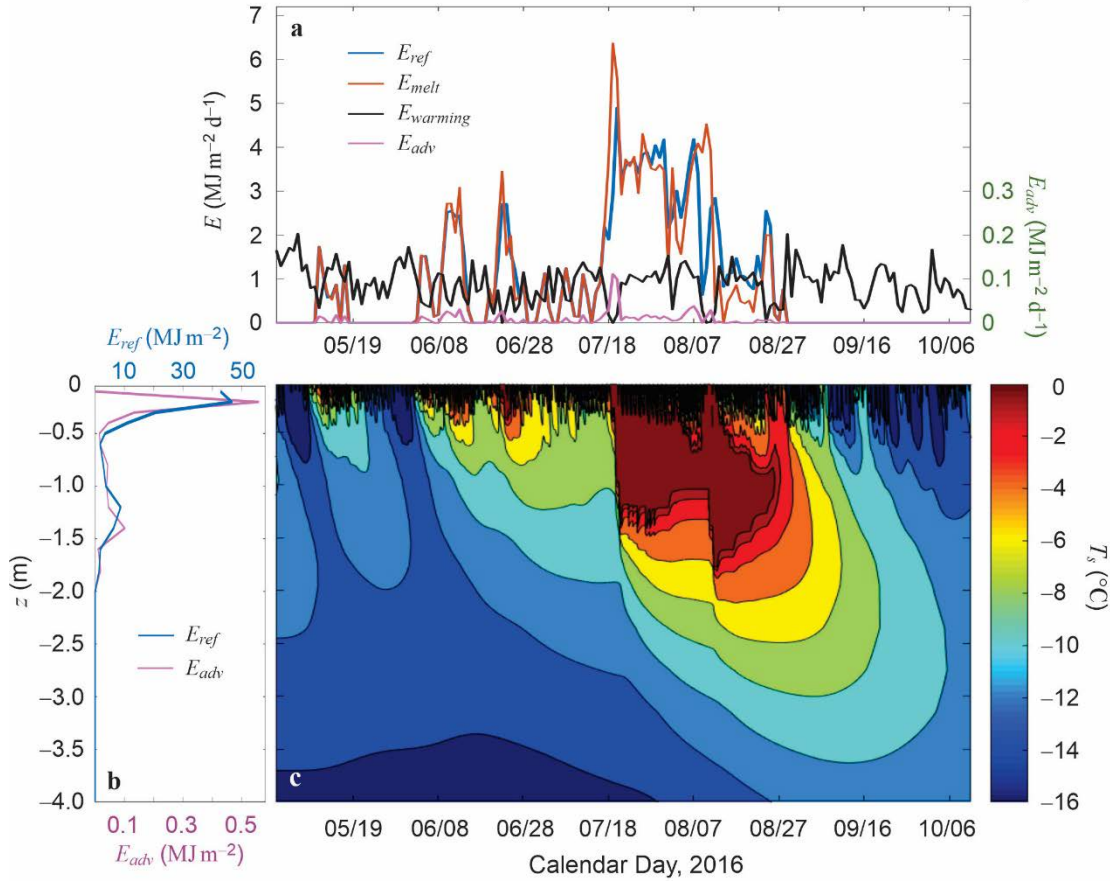 a
7
6
5
4
3
2
1
0
E (MJ m⁻² d⁻¹)
E_ref
E_melt
E_warming
E_adv
0.3
0.2
0.1
0
E_adv (MJ m⁻² d⁻¹)
05/19 06/08 06/28 07/18 08/07 08/27 09/16 10/06
E_ref (MJ m⁻²)
10 30 50
0
−0.5
−1.0
−1.5
−2.0
−2.5
−3.0
−3.5
−4.0
z (m)
E_ref
E_adv
b
0.1 0.3 0.5
E_adv (MJ m⁻²)
c
05/19 06/08 06/28 07/18 08/07 08/27 09/16 10/06
Calendar Day, 2016
0
−2
−4
−6
−8
−10
−12
−14
−16
T_s (°C)